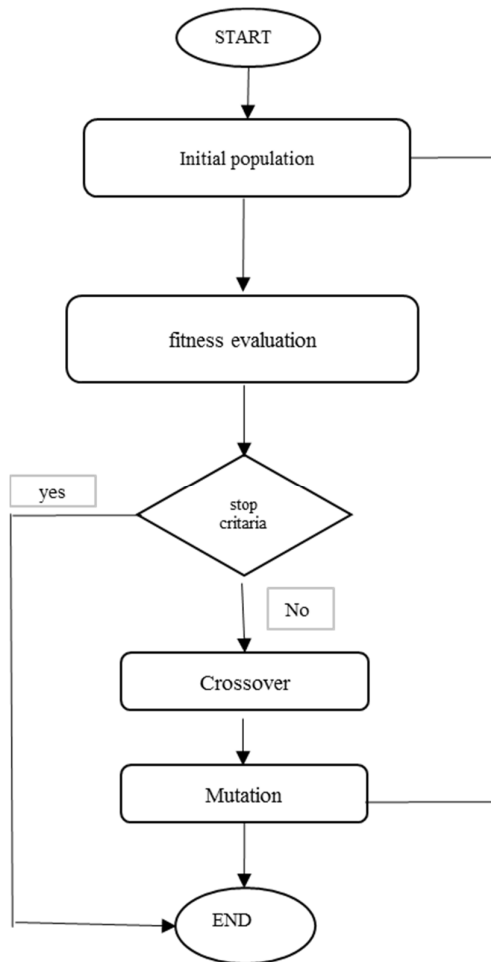 START
Initial population
fitness evaluation
yes
stop
critaria
No
Crossover
Mutation
END